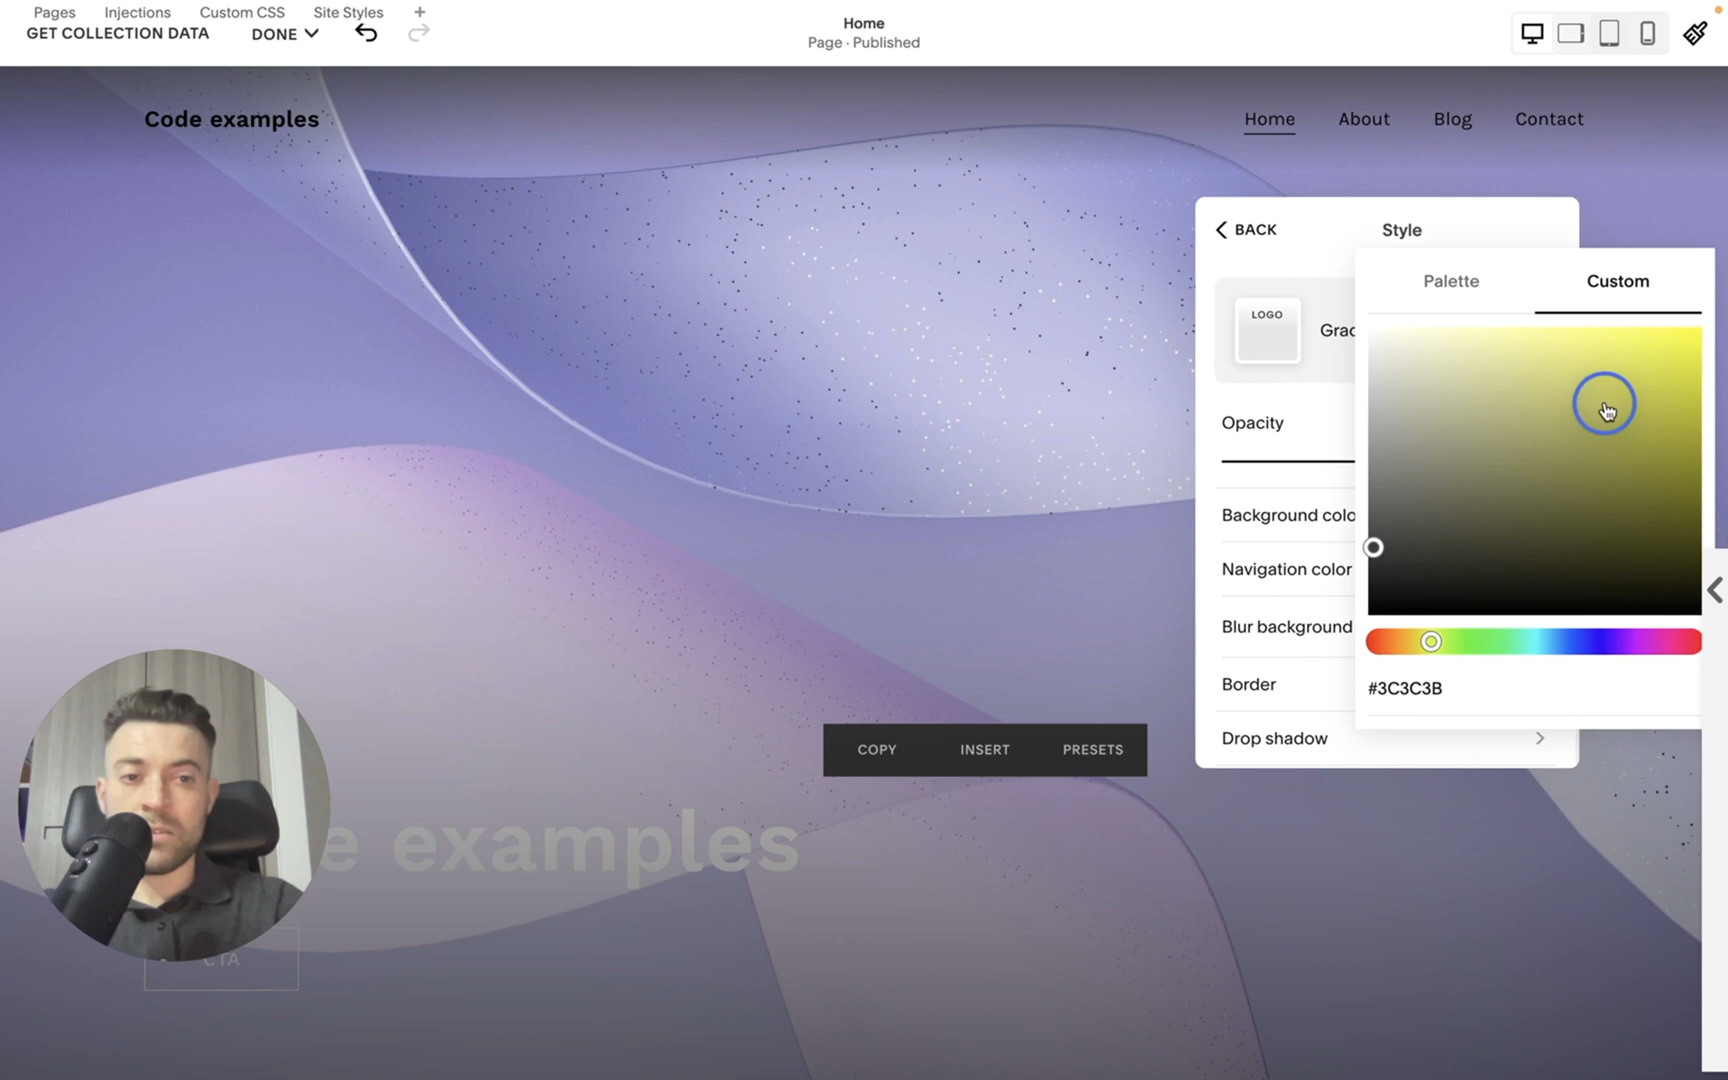 Pages Injections Custom CSS Site Styles +
GET COLLECTION DATA DONE
Home
Page · Published
Code examples
Home About Blog Contact
BACK Style
Palette Custom
LOGO
Grad
Opacity
Background colo
Navigation color
Blur background
#3C3C3B
Border
Drop shadow
COPY INSERT PRESETS
e examples
CTA